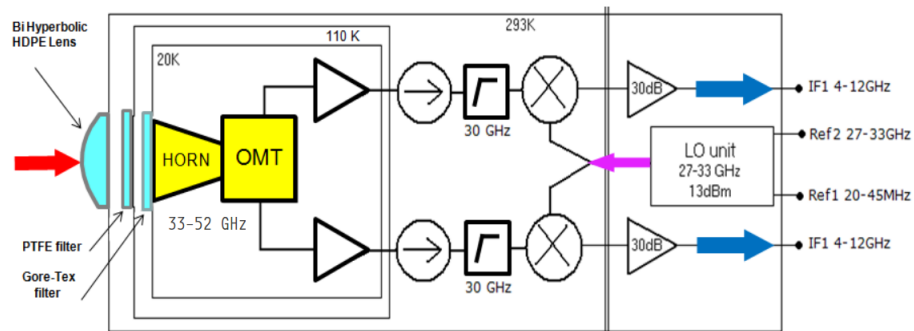 Bi Hyperbolic
HDPE Lens
293K
110 K
20K
30dB
IF1 4-12GHz
30 GHz
Ref2 27-33GHz
LO unit
27-33 GHz
13dBm
HORN
OMT
33-52 GHz
Ref1 20-45MHz
PTFE filter
Gore-Tex
filter
30dB
IF1 4-12GHz
30 GHz